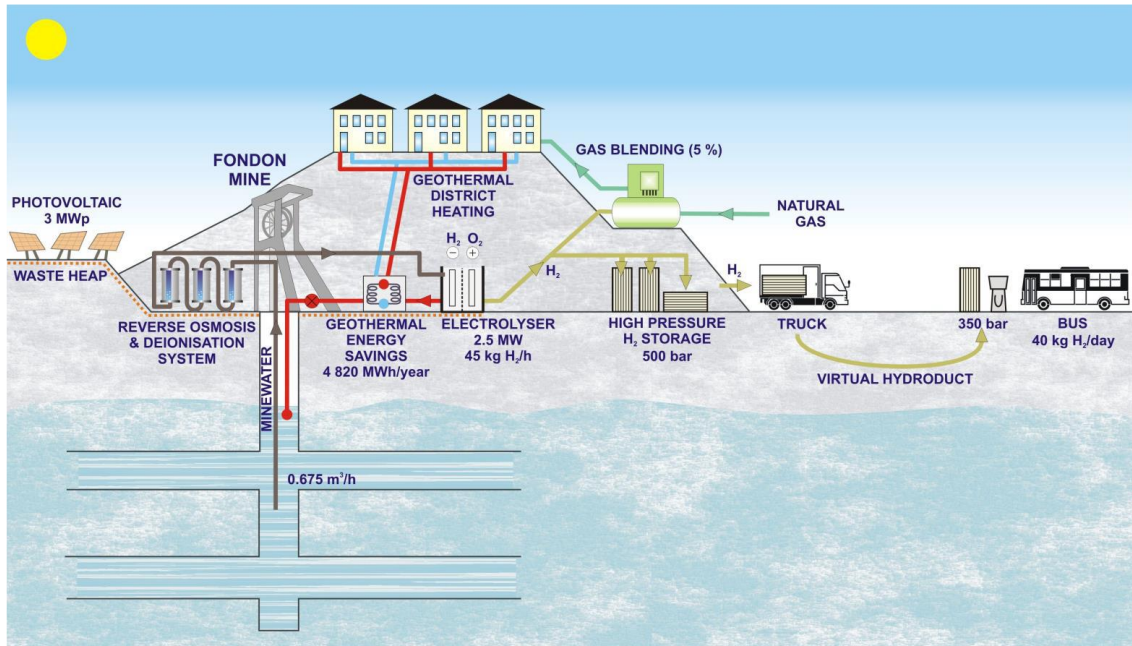 GAS BLENDING (5 %)
FONDON
MINE
GEOTHERMAL
DISTRICT
HEATING
PHOTOVOLTAIC
3 MWp
NATURAL
GAS
H₂ O₂
− +
H₂
H₂
WASTE HEAP
REVERSE OSMOSIS
& DEIONISATION
SYSTEM
GEOTHERMAL
ENERGY
SAVINGS
4 820 MWh/year
ELECTROLYSER
2.5 MW
45 kg H₂/h
HIGH PRESSURE
H₂ STORAGE
500 bar
TRUCK
350 bar
BUS
40 kg H₂/day
VIRTUAL HYDRODUCT
MINEWATER
0.675 m³/h